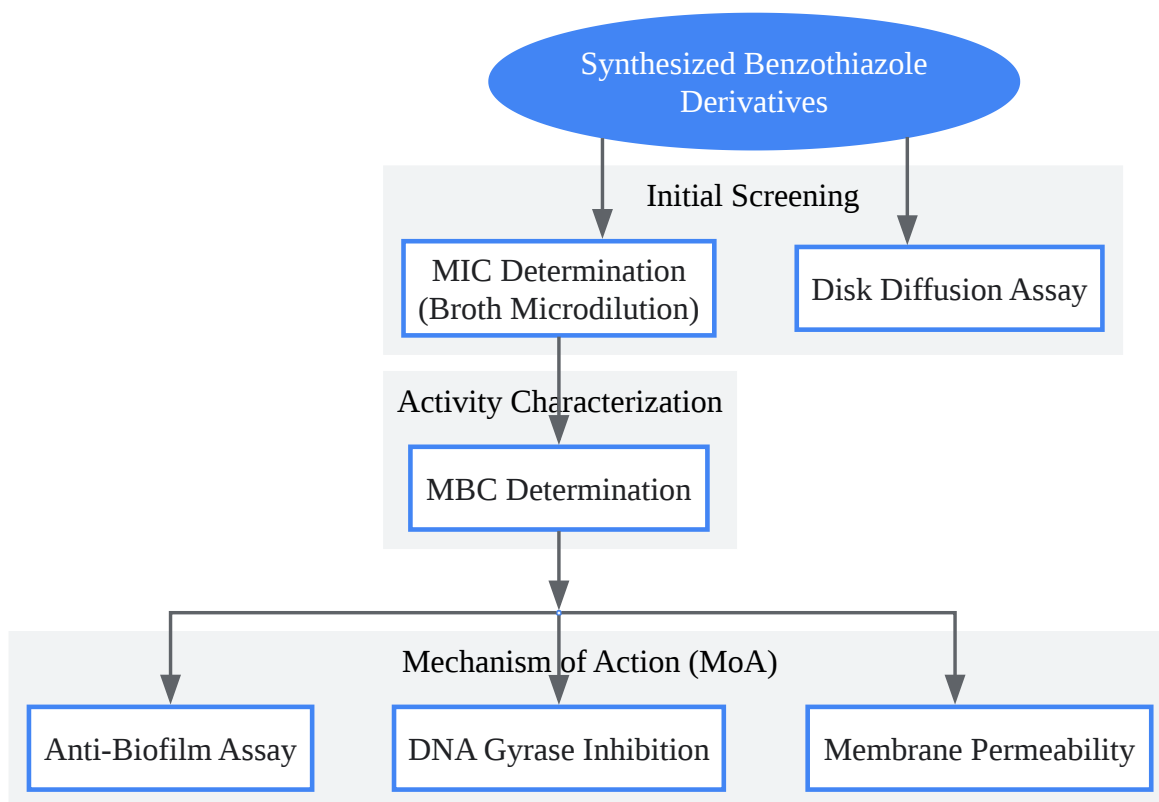 Synthesized Benzothiazole
Derivatives
Initial Screening
MIC Determination
(Broth Microdilution)
Disk Diffusion Assay
Activity Characterization
MBC Determination
Mechanism of Action (MoA)
Anti-Biofilm Assay
DNA Gyrase Inhibition
Membrane Permeability